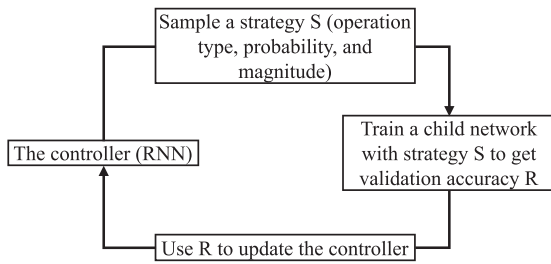 Sample a strategy S (operation
type, probability, and
magnitude)
Train a child network
with strategy S to get
validation accuracy R
The controller (RNN)
Use R to update the controller